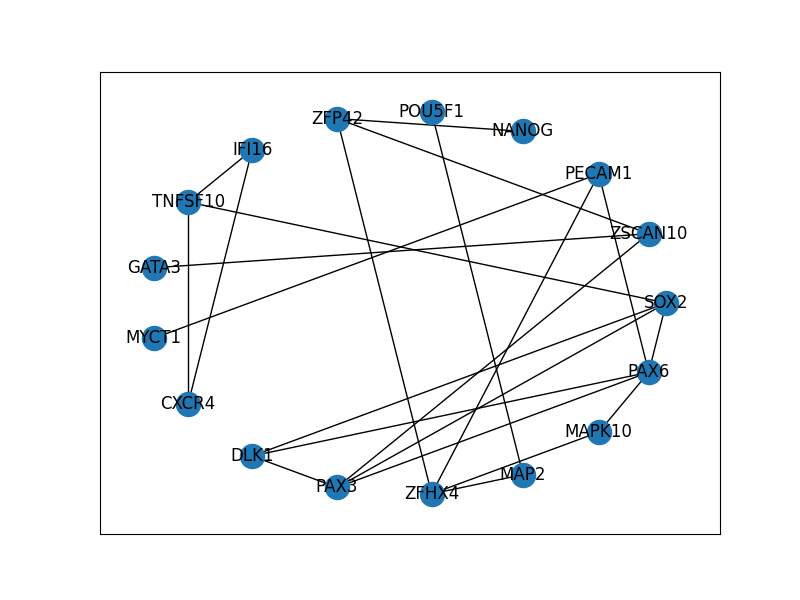 POU5F1
ZFP42
NANOG
IFI16
PECAM1
TNFSF10
ZSCAN10
GATA3
SOX2
MYCT1
PAX6
CXCR4
MAPK10
DLK1
MAP2
PAX3
ZFHX4